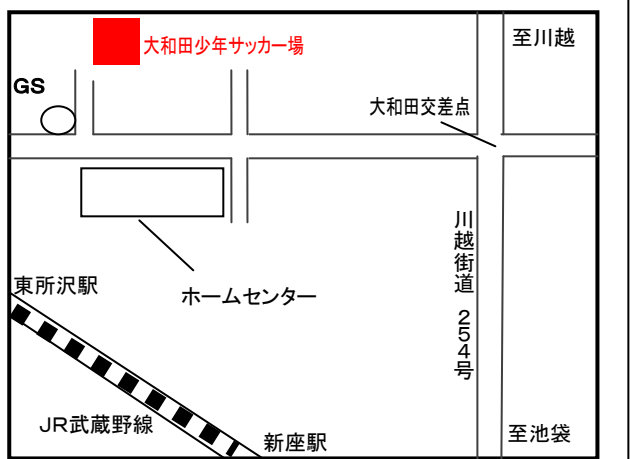 至川越
大和田少年サッカー場
GS
大和田交差点
川越街道 254号
東所沢駅
ホームセンター
JR武蔵野線
新座駅
至池袋